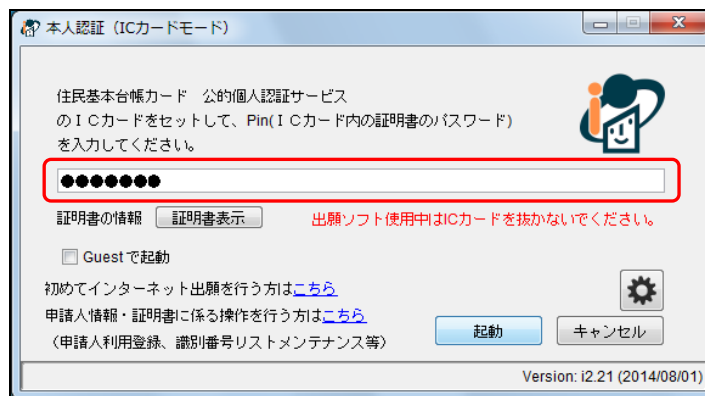 本人認証（ICカードモード）
住民基本台帳カード　公的個人認証サービス
のＩＣカードをセットして、Pin(ＩＣカード内の証明書のパスワード)
を入力してください。
●●●●●●●
証明書の情報 証明書表示 出願ソフト使用中はICカードを抜かないでください。
Guestで起動
初めてインターネット出願を行う方はこちら
申請人情報・証明書に係る操作を行う方はこちら
（申請人利用登録、識別番号リストメンテナンス等）
起動 キャンセル
Version: i2.21 (2014/08/01)